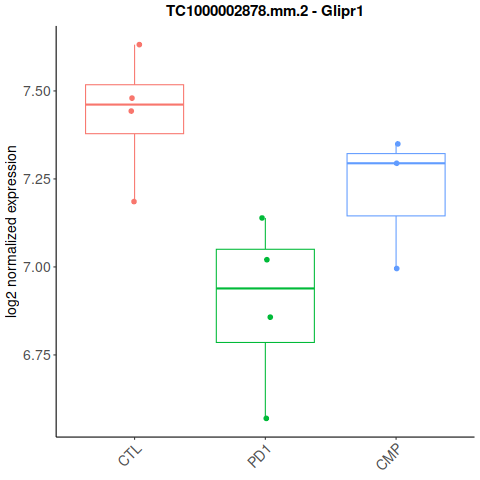 TC1000002878.mm.2 - Glipr1
log2 normalized expression
7.50
7.25
7.00
6.75
CTL
PD1
CMP